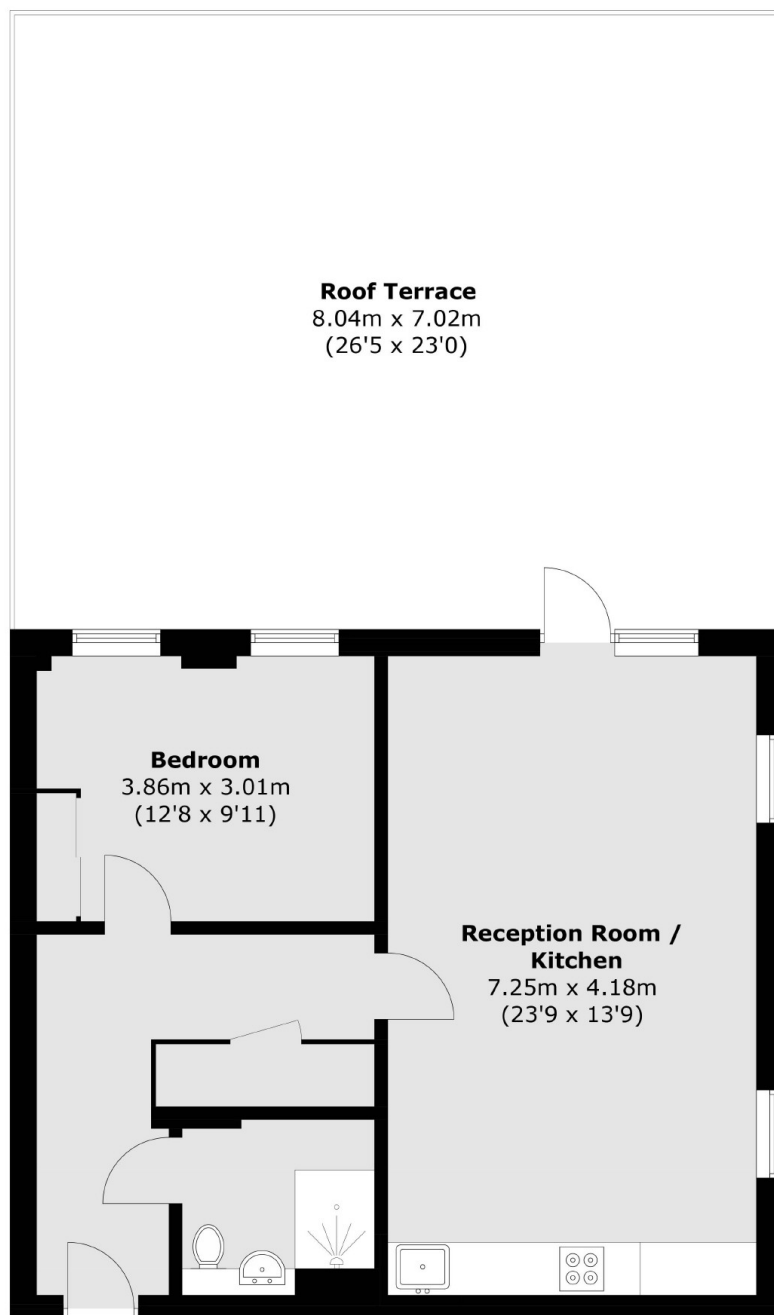 Roof Terrace
8.04m x 7.02m
(26'5 x 23'0)
Bedroom
3.86m x 3.01m
(12'8 x 9'11)
Reception Room /
Kitchen
7.25m x 4.18m
(23'9 x 13'9)